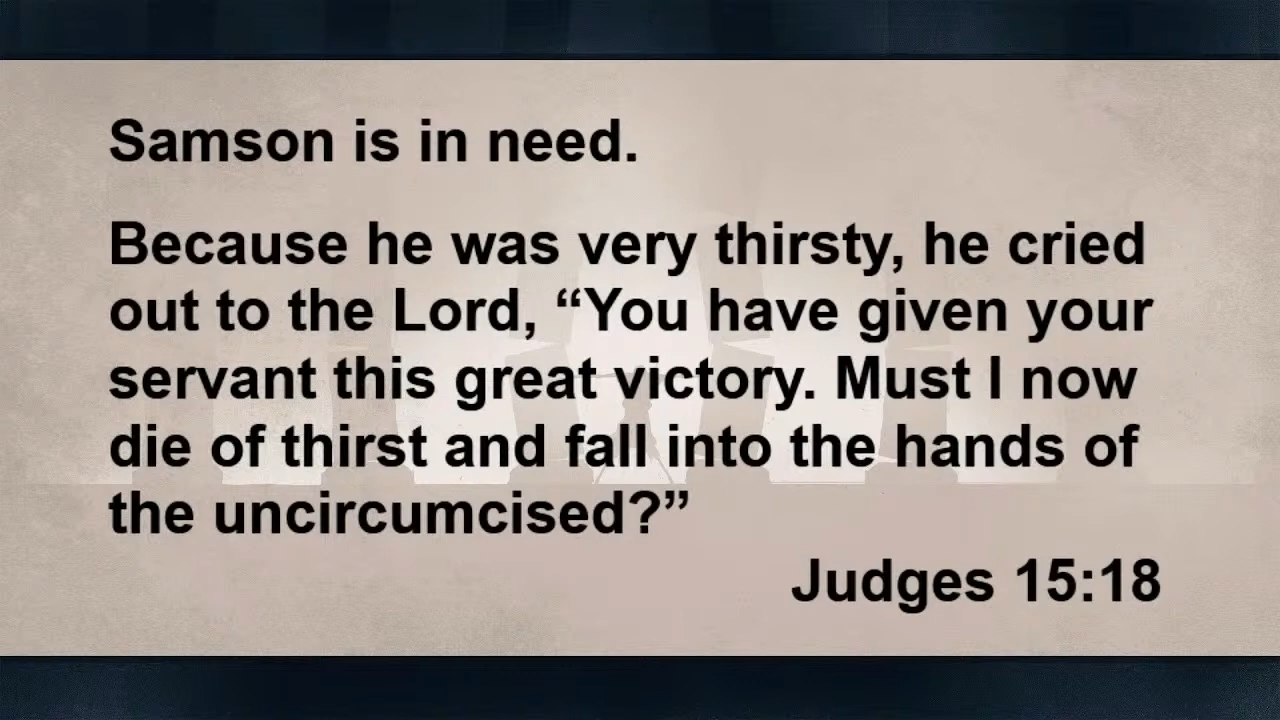 Samson is in need.
Because he was very thirsty, he cried
out to the Lord, “You have given your
servant this great victory. Must I now
die of thirst and fall into the hands of
the uncircumcised?”
Judges 15:18